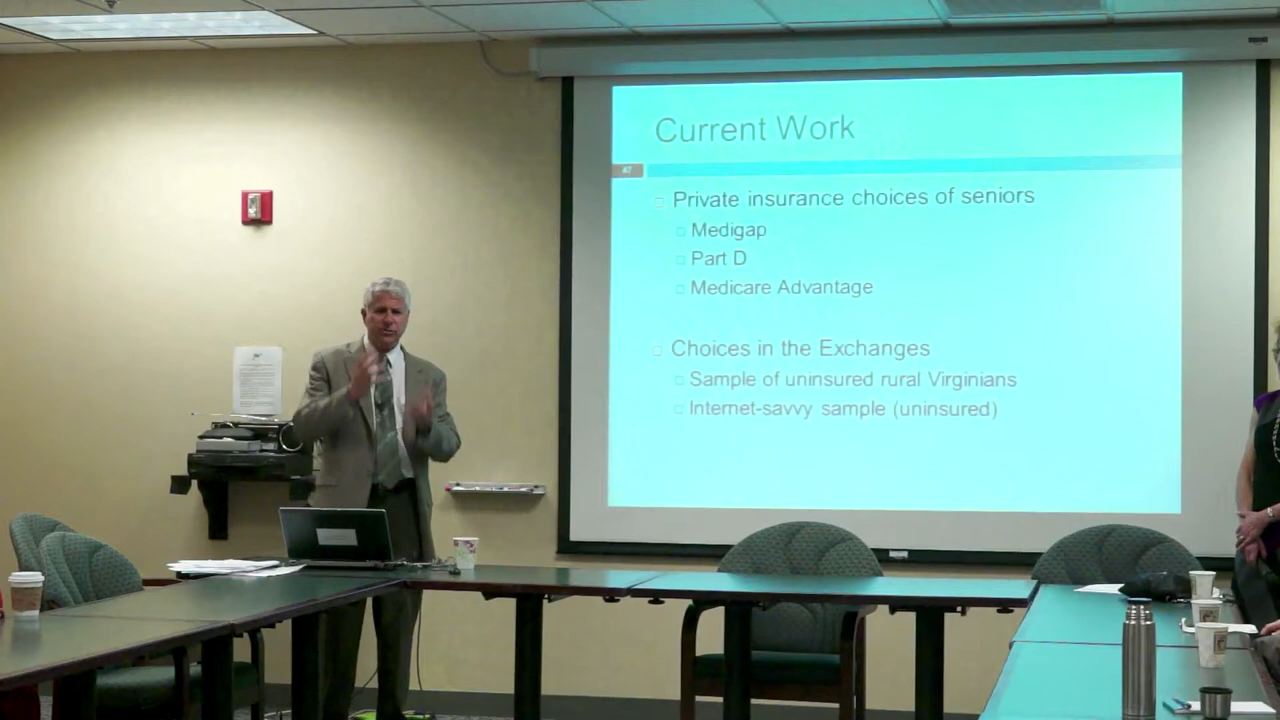 Current Work
47
Private insurance choices of seniors
Medigap
Part D
Medicare Advantage
Choices in the Exchanges
Sample of uninsured rural Virginians
Internet-savvy sample (uninsured)